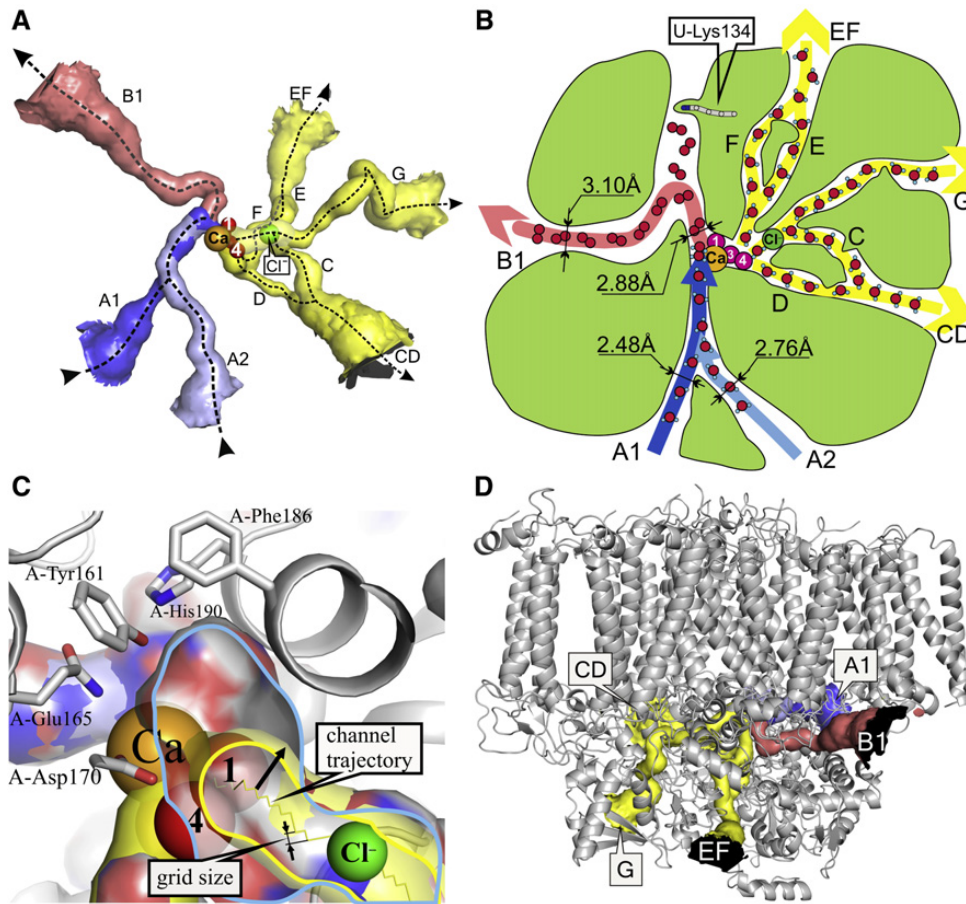 A
B1
EF
G
E
F
1
Ca
4
Cl⁻
C
D
A1
A2
CD
B
U-Lys134
EF
F
E
3.10Å
G
Cl⁻
C
1
3
4
Ca
B1
2.88Å
D
CD
2.48Å
2.76Å
A1
A2
C
A-Phe186
A-Tyr161
A-His190
A-Glu165
Ca
channel
trajectory
1
A-Asp170
4
Cl⁻
grid size
D
CD
A1
B1
G
EF